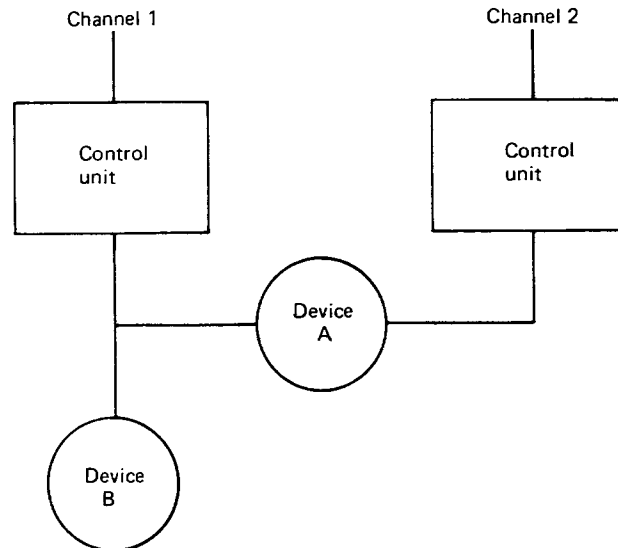 Channel 1
Channel 2
Control
unit
Control
unit
Device
A
Device
B